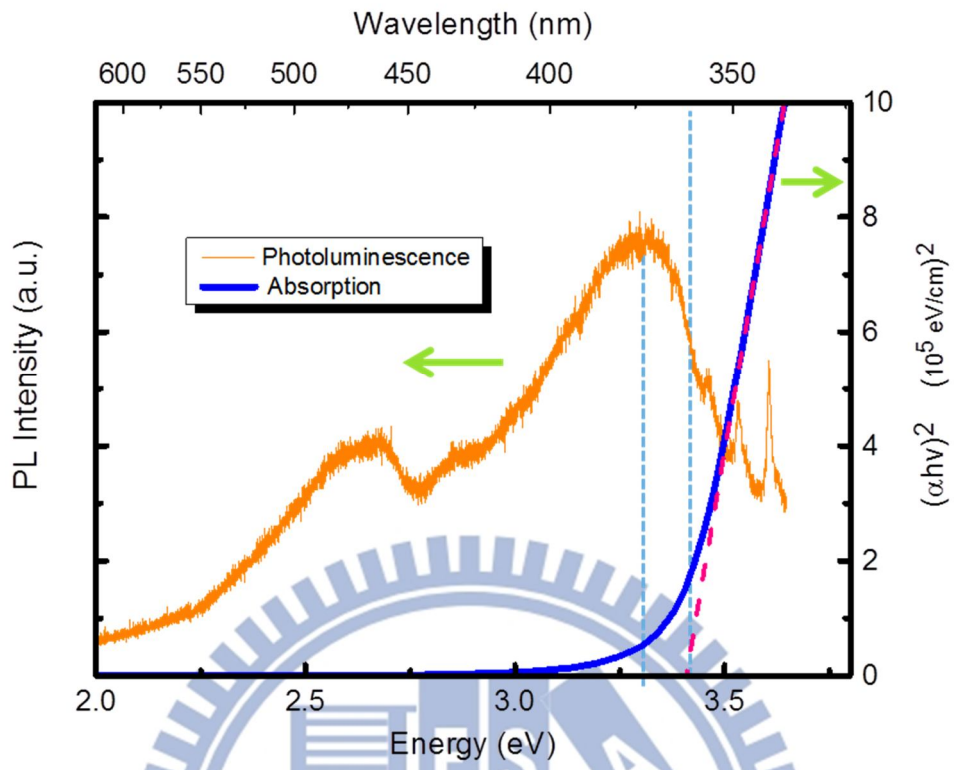 Wavelength (nm)
600 550 500 450 400 350
PL Intensity (a.u.)
Photoluminescence
Absorption
10
8
6
4
2
0
(αhν)² (10⁵ eV/cm)²
2.0 2.5 3.0 3.5
Energy (eV)
E S A